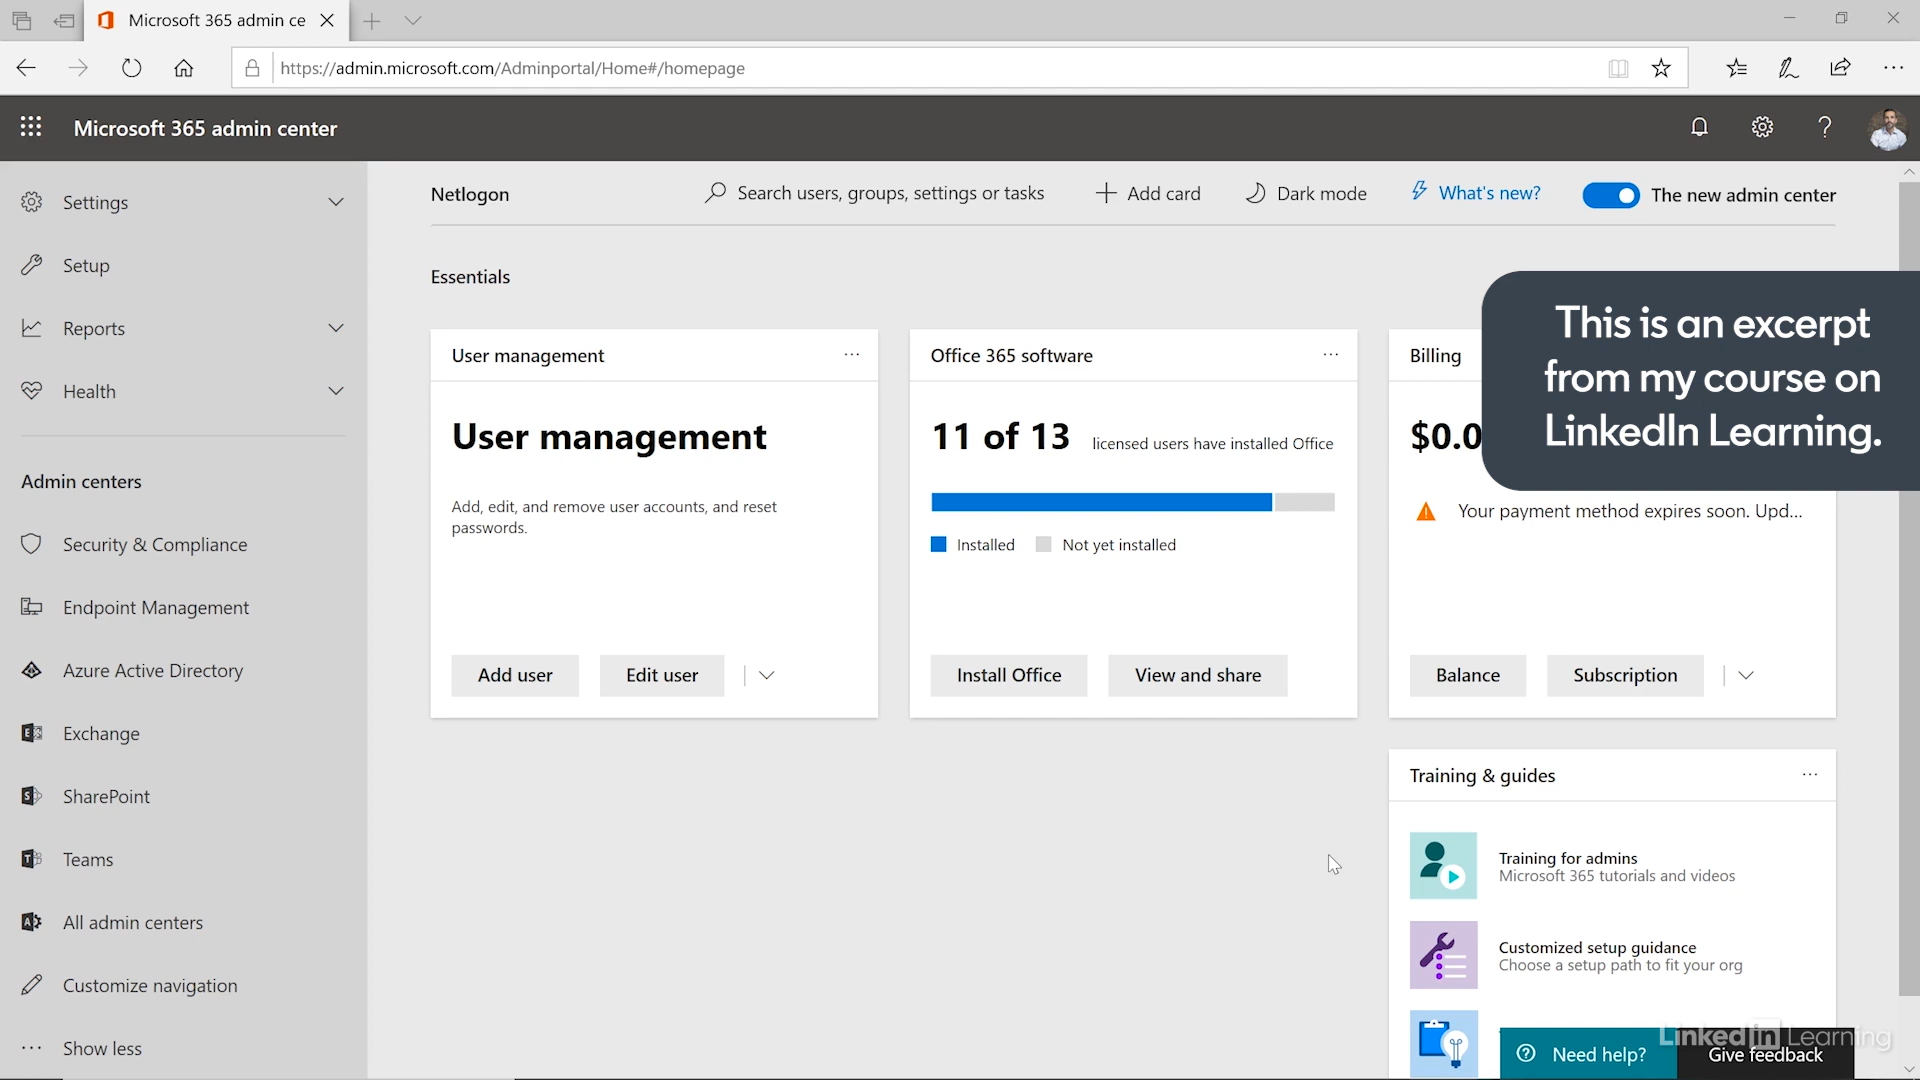 Microsoft 365 admin ce
https://admin.microsoft.com/Adminportal/Home#/homepage
Microsoft 365 admin center
Settings
Setup
Reports
Health
Admin centers
Security & Compliance
Endpoint Management
Azure Active Directory
Exchange
SharePoint
Teams
All admin centers
Customize navigation
Show less
Netlogon
Search users, groups, settings or tasks
Add card
Dark mode
What's new?
The new admin center
Essentials
User management
User management
Add, edit, and remove user accounts, and reset
passwords.
Add user
Edit user
Office 365 software
11 of 13 licensed users have installed Office
Installed
Not yet installed
Install Office
View and share
Billing
$0.0
Your payment method expires soon. Upd...
Balance
Subscription
This is an excerpt
from my course on
LinkedIn Learning.
Training & guides
Training for admins
Microsoft 365 tutorials and videos
Customized setup guidance
Choose a setup path to fit your org
LinkedIn Learning
Need help?
Give feedback